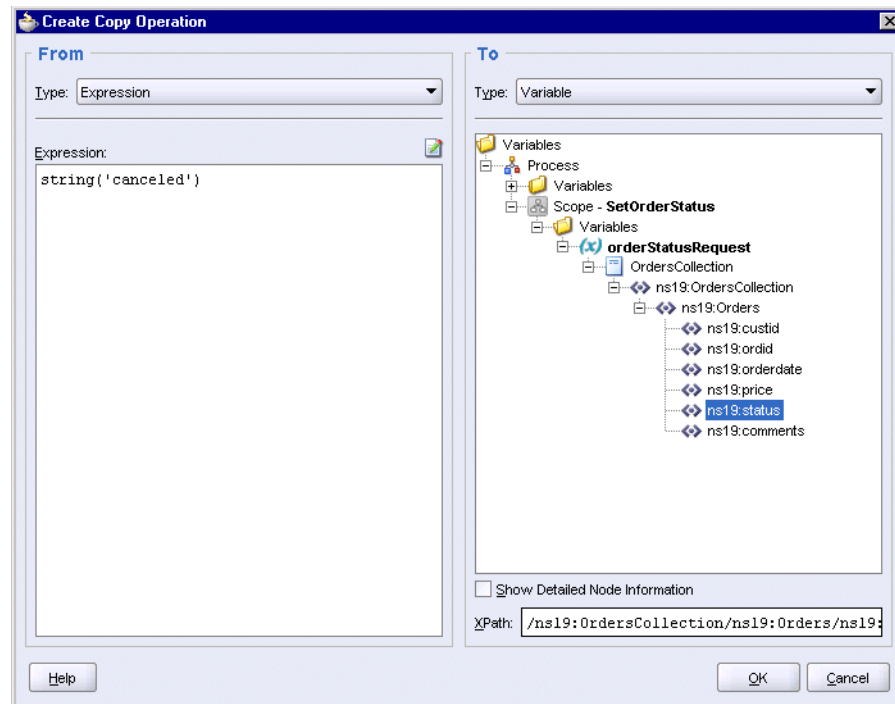 Create Copy Operation
From
Type: Expression
Expression:
string('canceled')
To
Type: Variable
Variables
Process
Variables
Scope - SetOrderStatus
Variables
(x) orderStatusRequest
OrdersCollection
ns19:OrdersCollection
ns19:Orders
ns19:custid
ns19:ordid
ns19:orderdate
ns19:price
ns19:status
ns19:comments
Show Detailed Node Information
XPath: /ns19:OrdersCollection/ns19:Orders/ns19:
Help
OK
Cancel